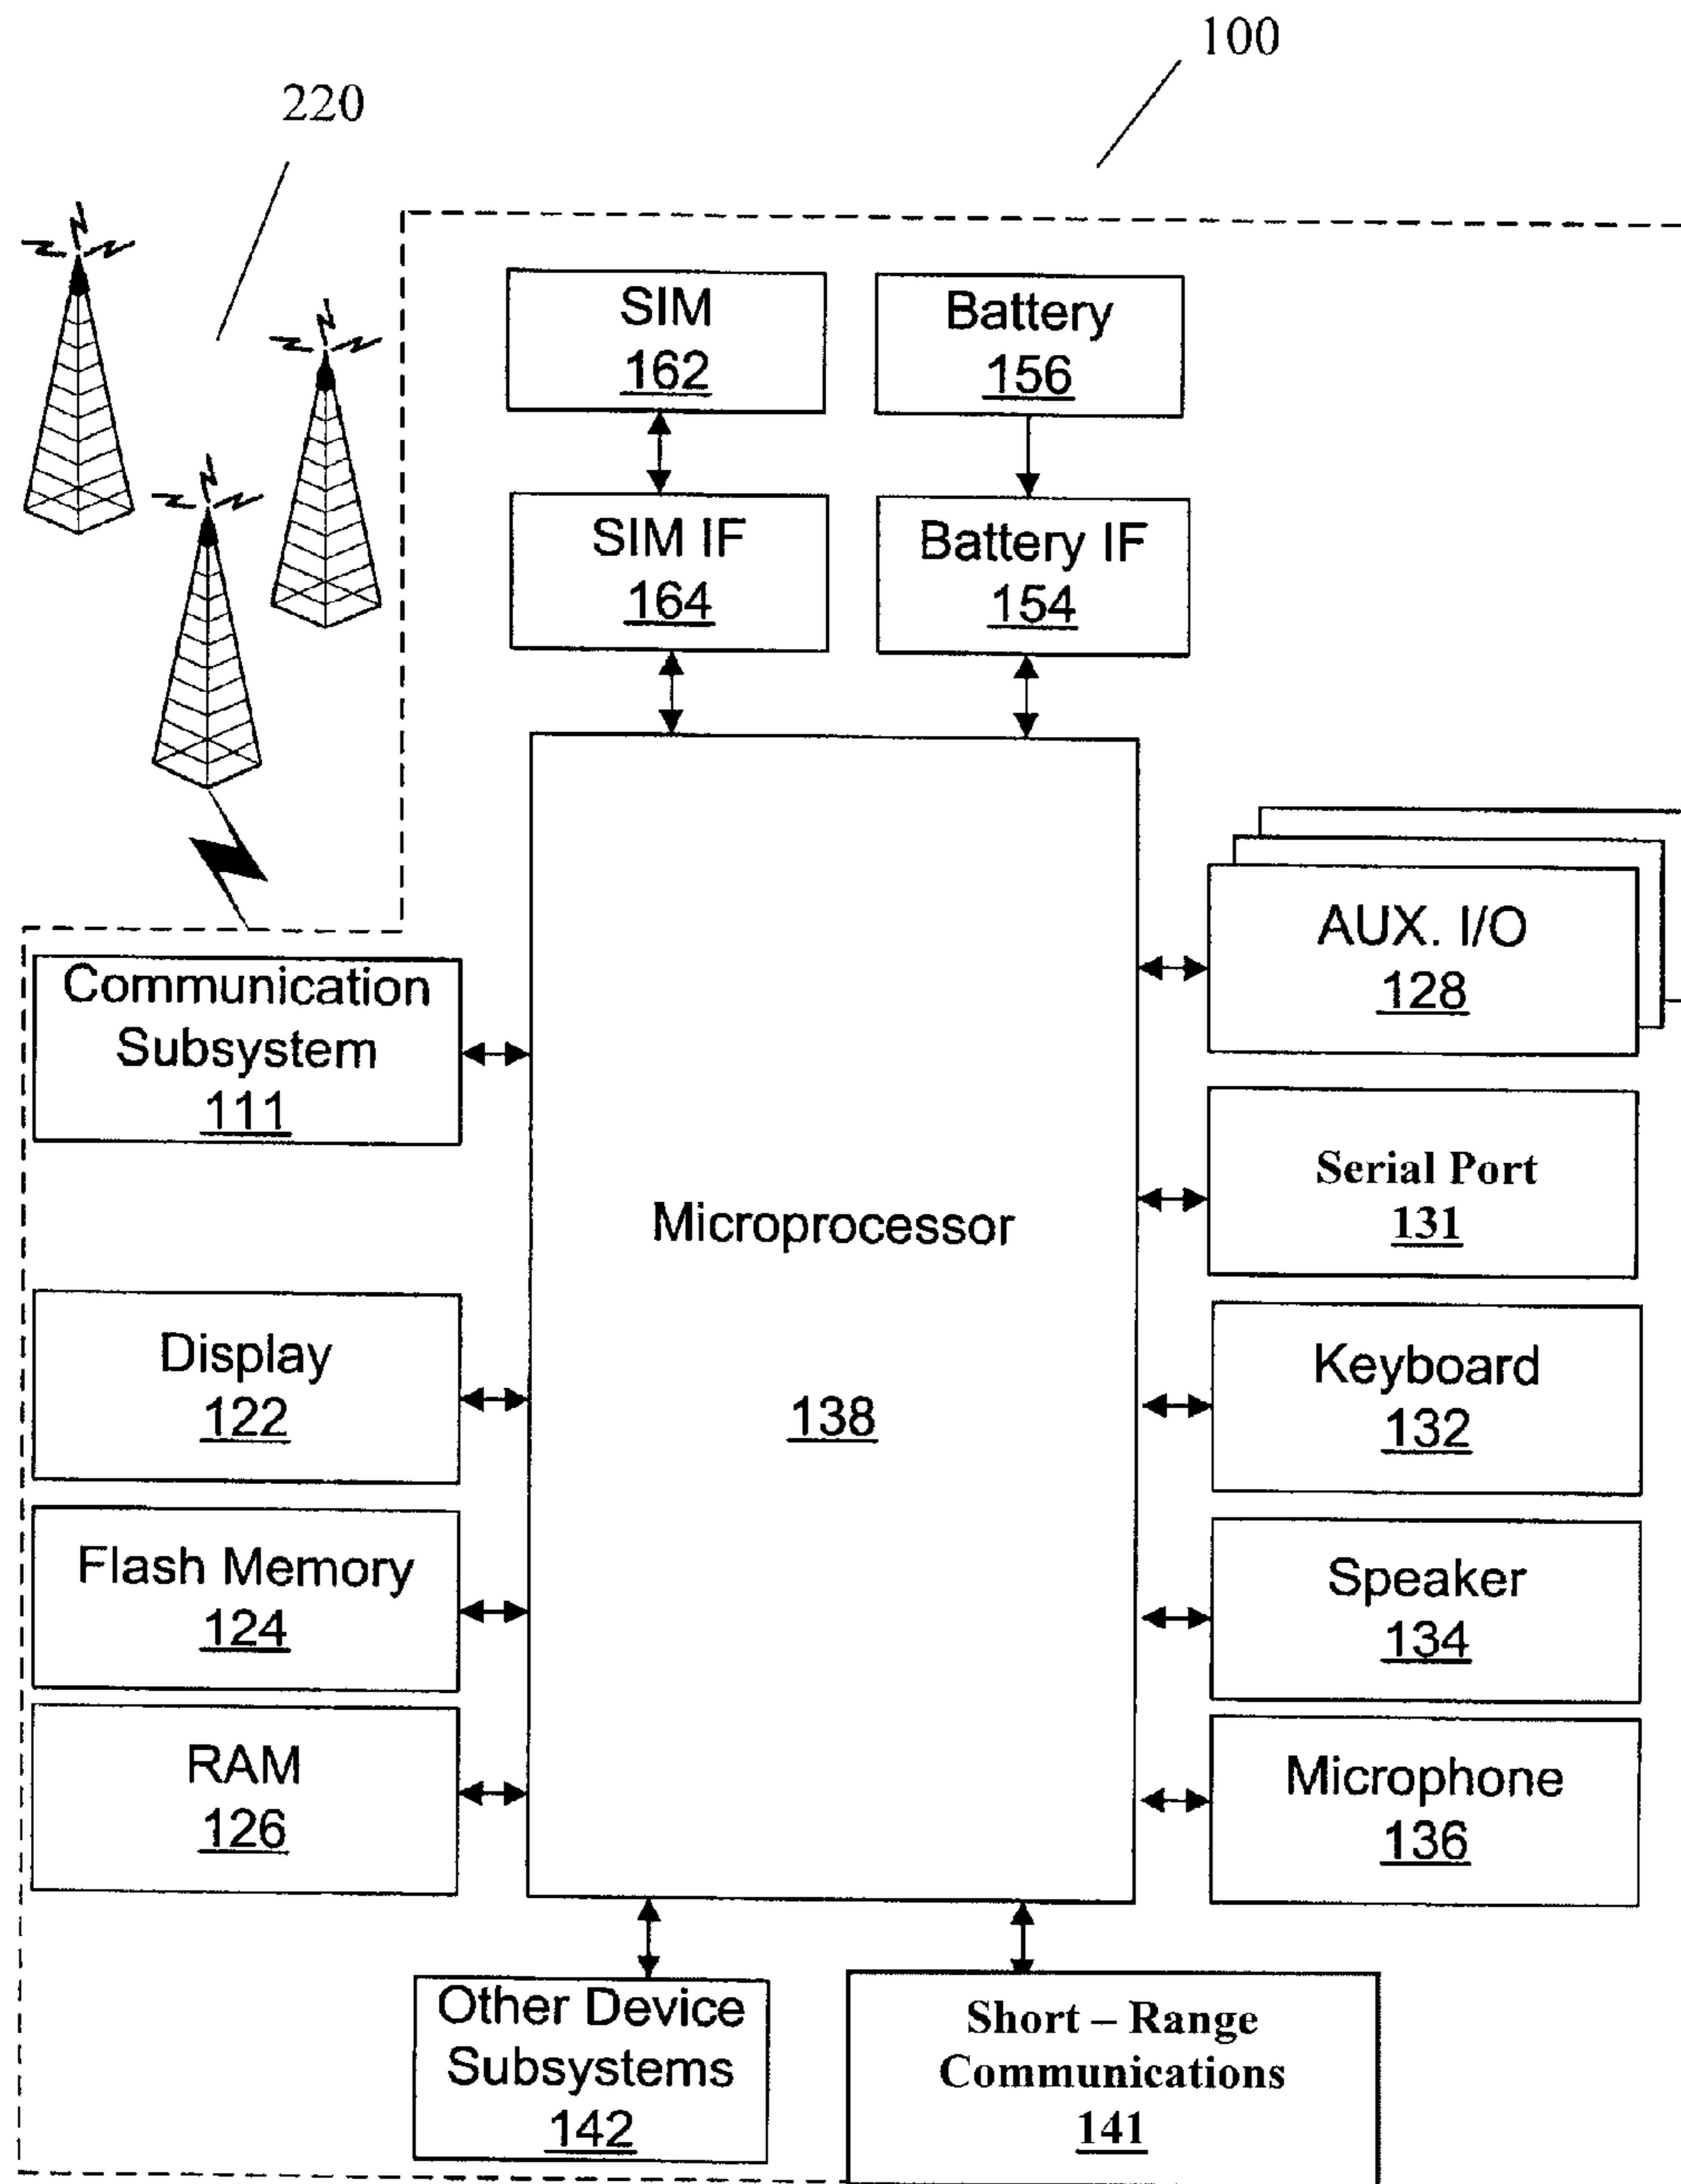 100
220
SIM
162
Battery
156
SIM IF
164
Battery IF
154
Communication
Subsystem
111
Display
122
Flash Memory
124
RAM
126
Microprocessor
138
AUX. I/O
128
Serial Port
131
Keyboard
132
Speaker
134
Microphone
136
Other Device
Subsystems
142
Short – Range
Communications
141